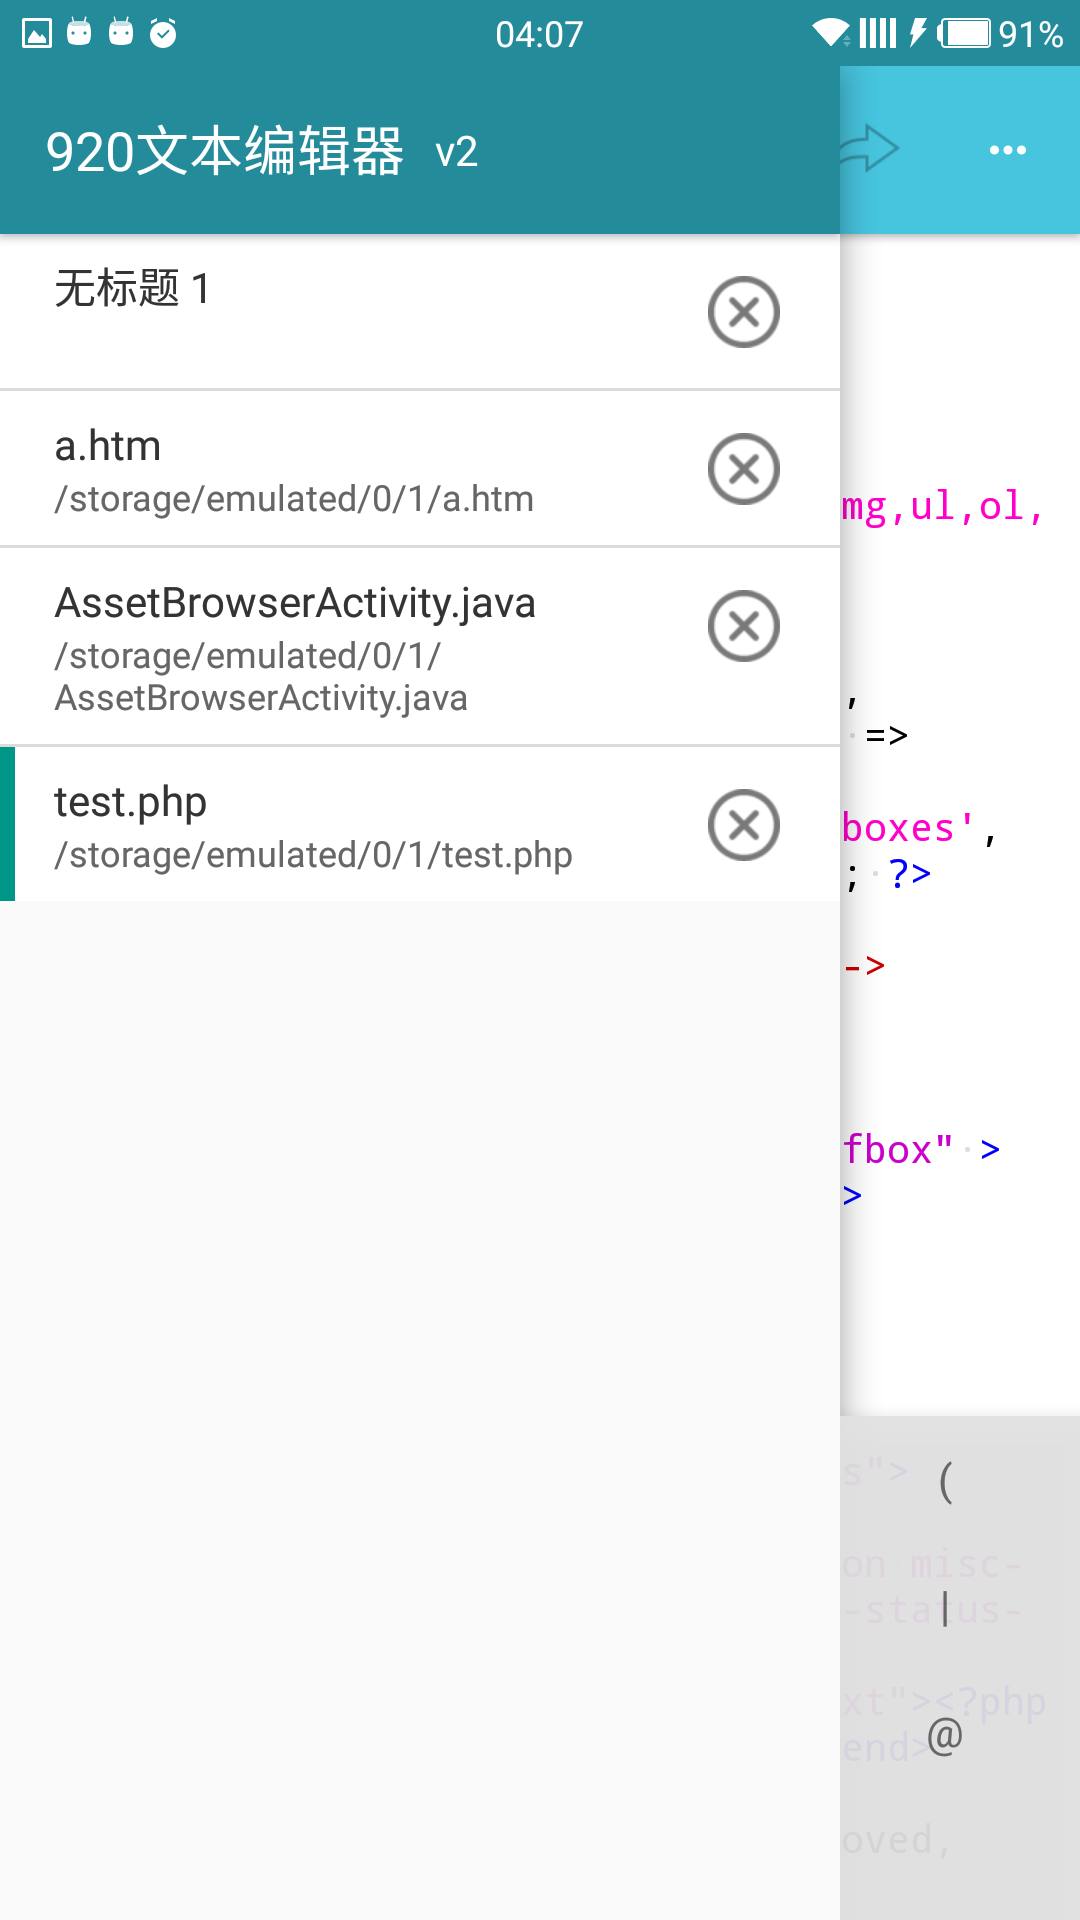 04:07
91%
920文本编辑器 v2
无标题 1
a.htm
/storage/emulated/0/1/a.htm
mg,ul,ol,
AssetBrowserActivity.java
/storage/emulated/0/1/
AssetBrowserActivity.java
,
=>
test.php
/storage/emulated/0/1/test.php
boxes',
; ?>
->
fbox" >
>
s">
(
on misc-
-status-
|
xt"><?php
end>
@
oved,